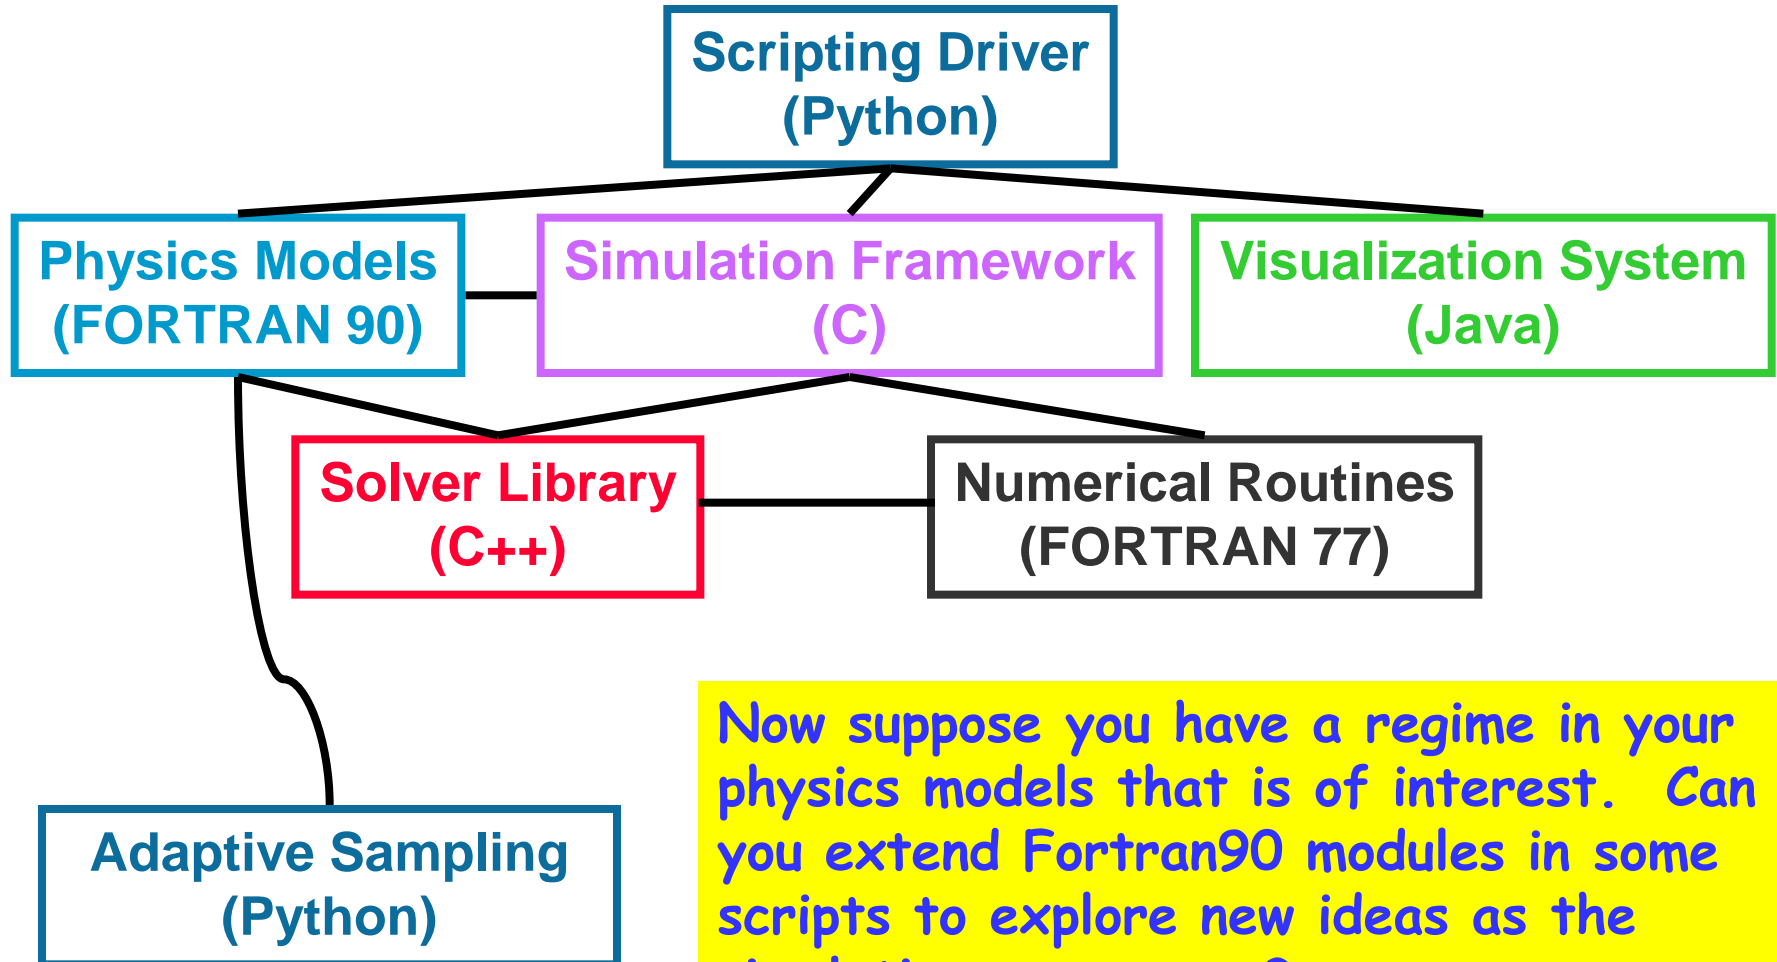 Scripting Driver
(Python)
Physics Models
(FORTRAN 90)
Simulation Framework
(C)
Visualization System
(Java)
Solver Library
(C++)
Numerical Routines
(FORTRAN 77)
Adaptive Sampling
(Python)
Now suppose you have a regime in your
physics models that is of interest. Can
you extend Fortran90 modules in some
scripts to explore new ideas as the